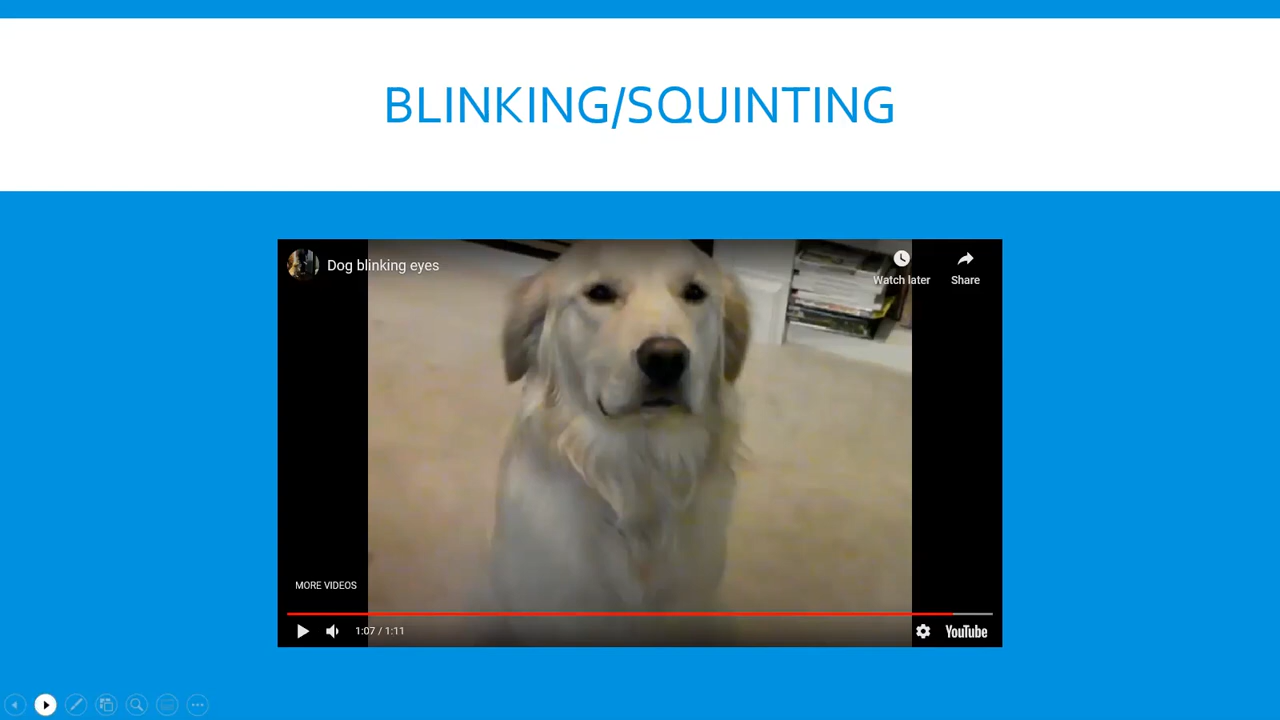 BLINKING/SQUINTING
Dog blinking eyes
Watch later
Share
MORE VIDEOS
1:07 / 1:11
YouTube